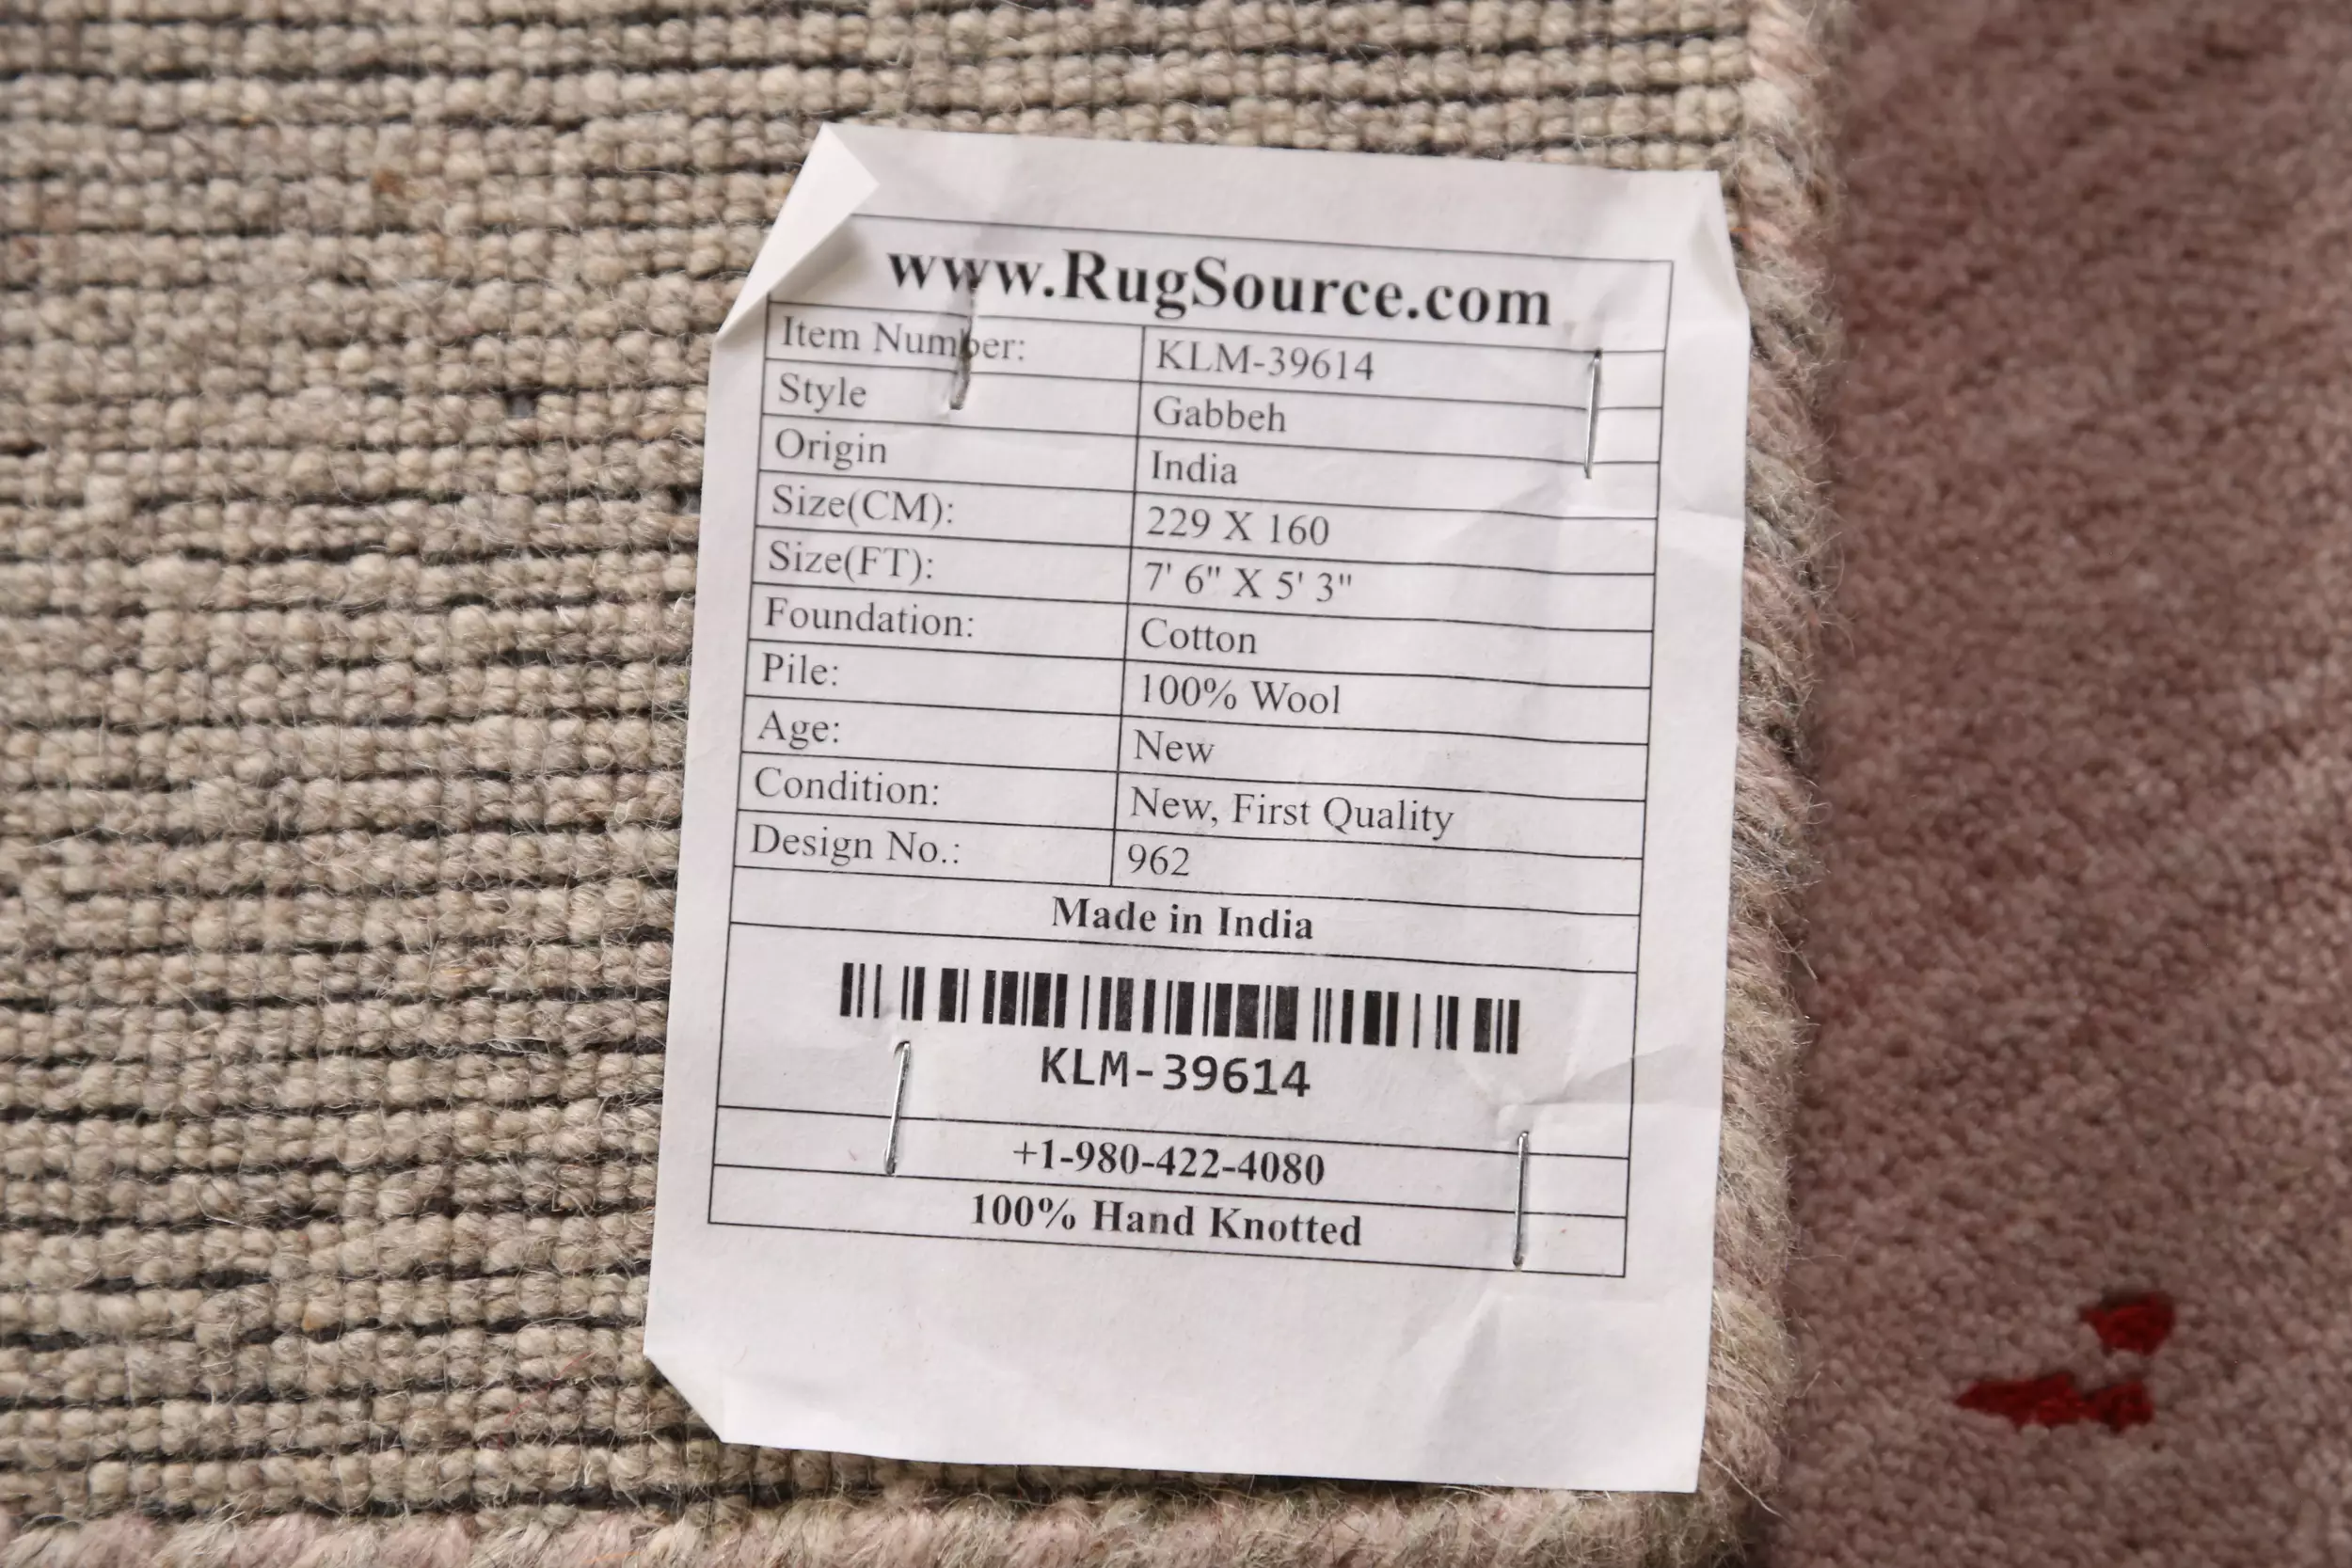 www.RugSource.com
Item Number: KLM-39614
Style Gabbeh
Origin India
Size(CM): 229 X 160
Size(FT): 7' 6" X 5' 3"
Foundation: Cotton
Pile: 100% Wool
Age: New
Condition: New, First Quality
Design No.: 962
Made in India
KLM-39614
+1-980-422-4080
100% Hand Knotted